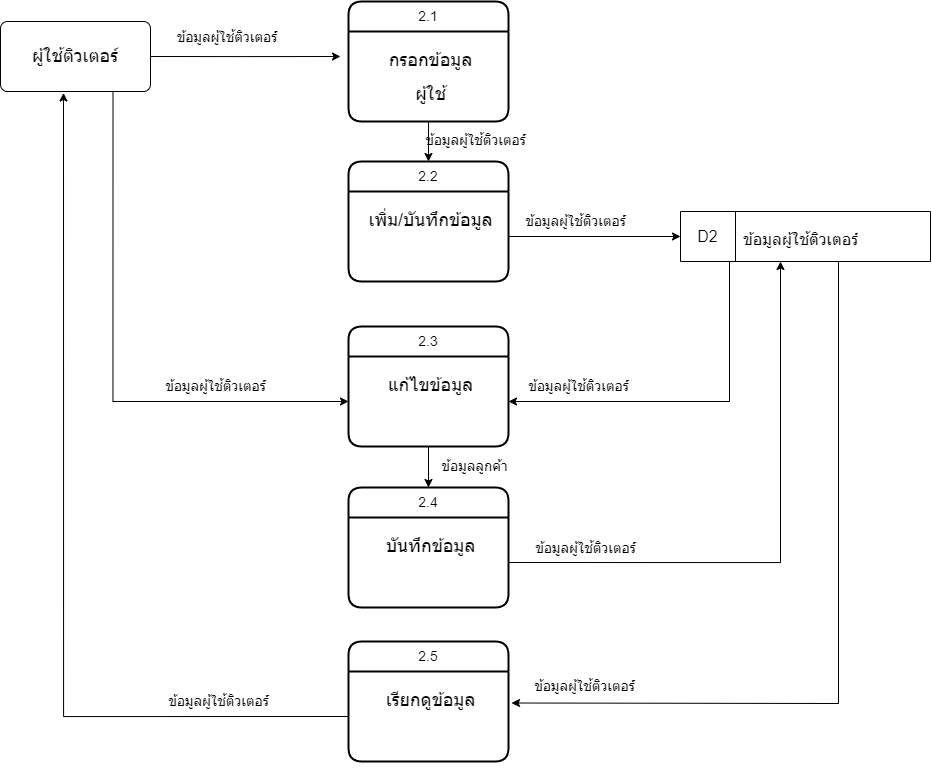 2.1
ข้อมูลผู้ใช้ติวเตอร์
ผู้ใช้ติวเตอร์
กรอกข้อมูล
ผู้ใช้
ข้อมูลผู้ใช้ติวเตอร์
2.2
เพิ่ม/บันทึกข้อมูล
ข้อมูลผู้ใช้ติวเตอร์
D2
ข้อมูลผู้ใช้ติวเตอร์
2.3
แก้ไขข้อมูล
ข้อมูลผู้ใช้ติวเตอร์
ข้อมูลผู้ใช้ติวเตอร์
ข้อมูลลูกค้า
2.4
บันทึกข้อมูล
ข้อมูลผู้ใช้ติวเตอร์
2.5
เรียกดูข้อมูล
ข้อมูลผู้ใช้ติวเตอร์
ข้อมูลผู้ใช้ติวเตอร์